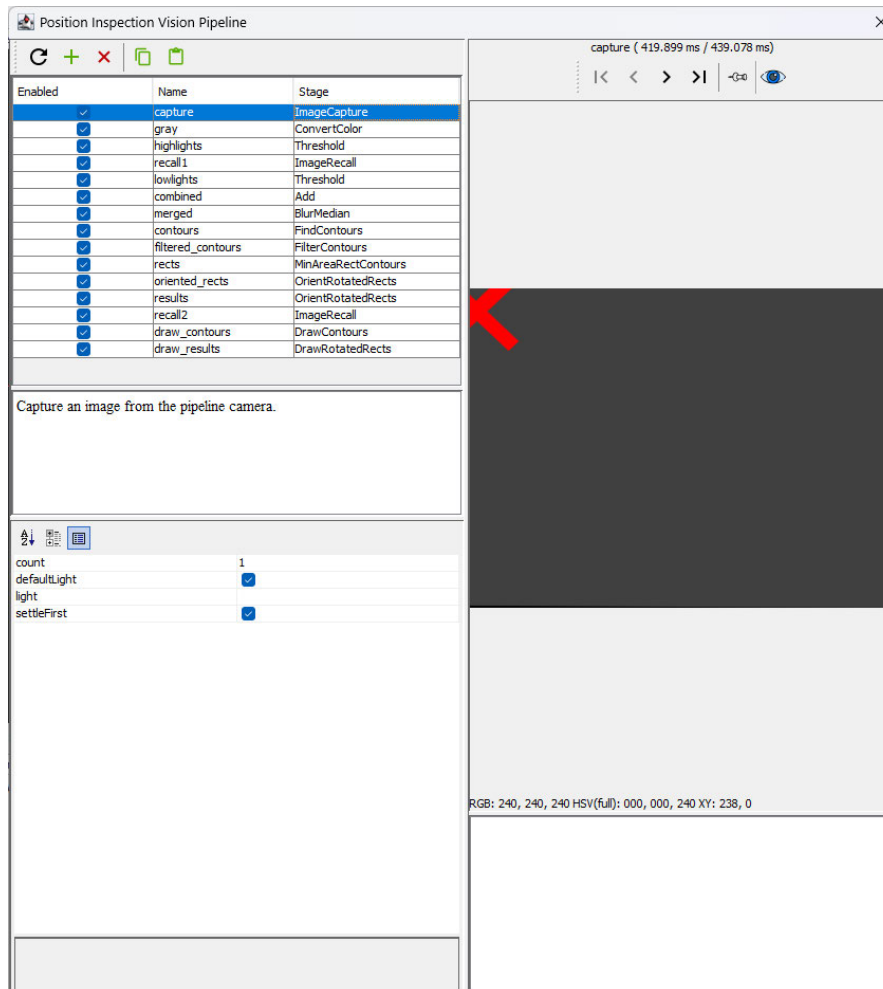 Position Inspection Vision Pipeline
Enabled Name Stage
capture ImageCapture
gray ConvertColor
highlights Threshold
recall1 ImageRecall
lowlights Threshold
combined Add
merged BlurMedian
contours FindContours
filtered_contours FilterContours
rects MinAreaRectContours
oriented_rects OrientRotatedRects
results OrientRotatedRects
recall2 ImageRecall
draw_contours DrawContours
draw_results DrawRotatedRects
Capture an image from the pipeline camera.
count 1
defaultLight
light
settleFirst
capture ( 419.899 ms / 439.078 ms)
RGB: 240, 240, 240 HSV(full): 000, 000, 240 XY: 238, 0